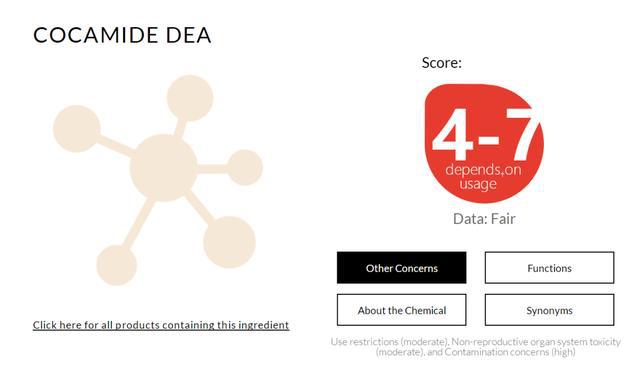 COCAMIDE DEA
Score:
4-7
depends,on
usage
Data: Fair
Other Concerns
Functions
About the Chemical
Synonyms
Click here for all products containing this ingredient
Use restrictions (moderate), Non-reproductive organ system toxicity
(moderate), and Contamination concerns (high)